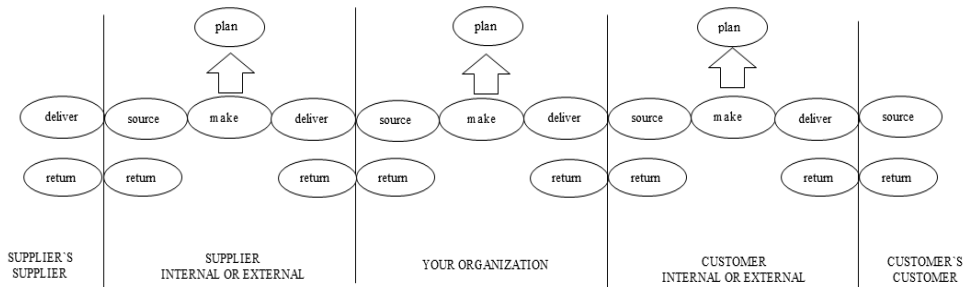 plan
plan
plan
deliver
source
make
deliver
source
make
deliver
source
make
deliver
source
return
return
return
return
return
return
return
return
SUPPLIER`S
SUPPLIER
SUPPLIER
INTERNAL OR EXTERNAL
YOUR ORGANIZATION
CUSTOMER
INTERNAL OR EXTERNAL
CUSTOMER`S
CUSTOMER